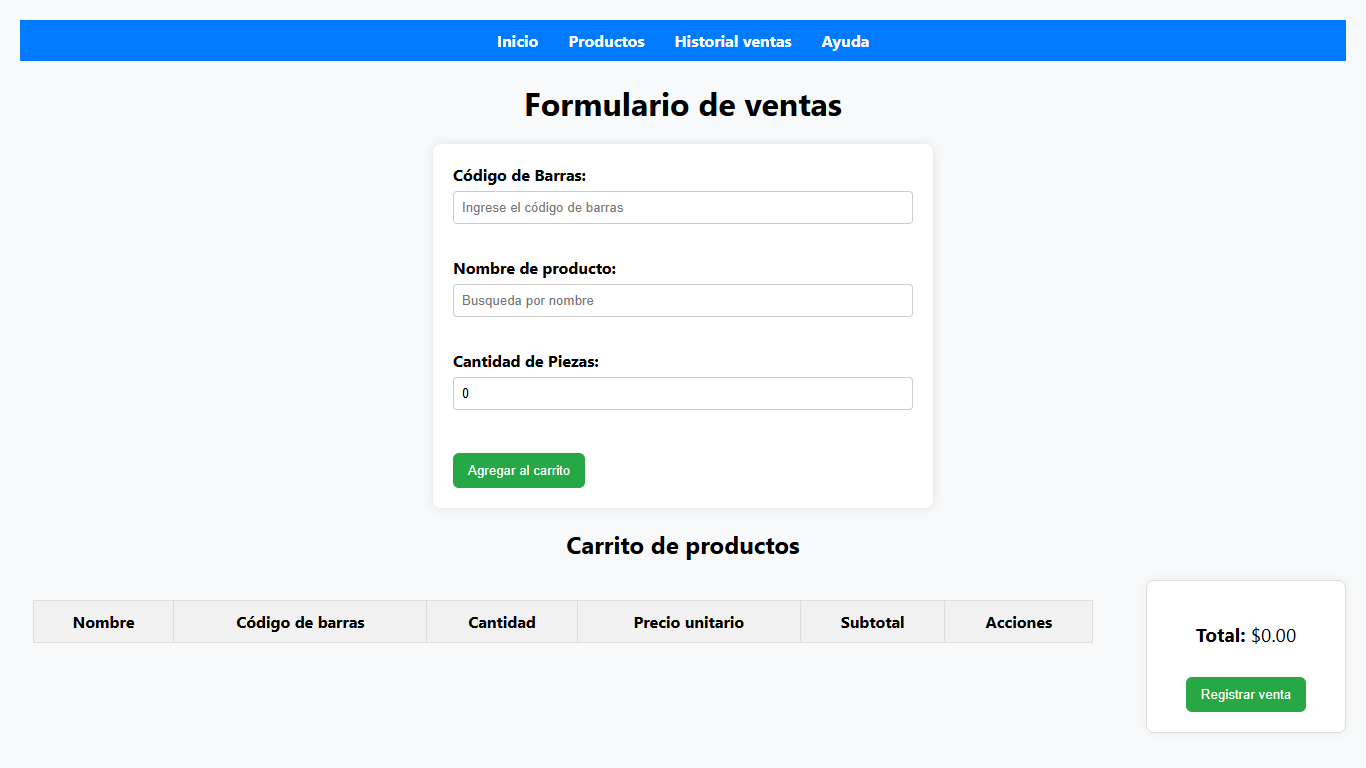 Inicio Productos Historial ventas Ayuda
Formulario de ventas
Código de Barras:
Ingrese el código de barras
Nombre de producto:
Busqueda por nombre
Cantidad de Piezas:
0
Agregar al carrito
Carrito de productos
Nombre Código de barras Cantidad Precio unitario Subtotal Acciones
Total: $0.00
Registrar venta